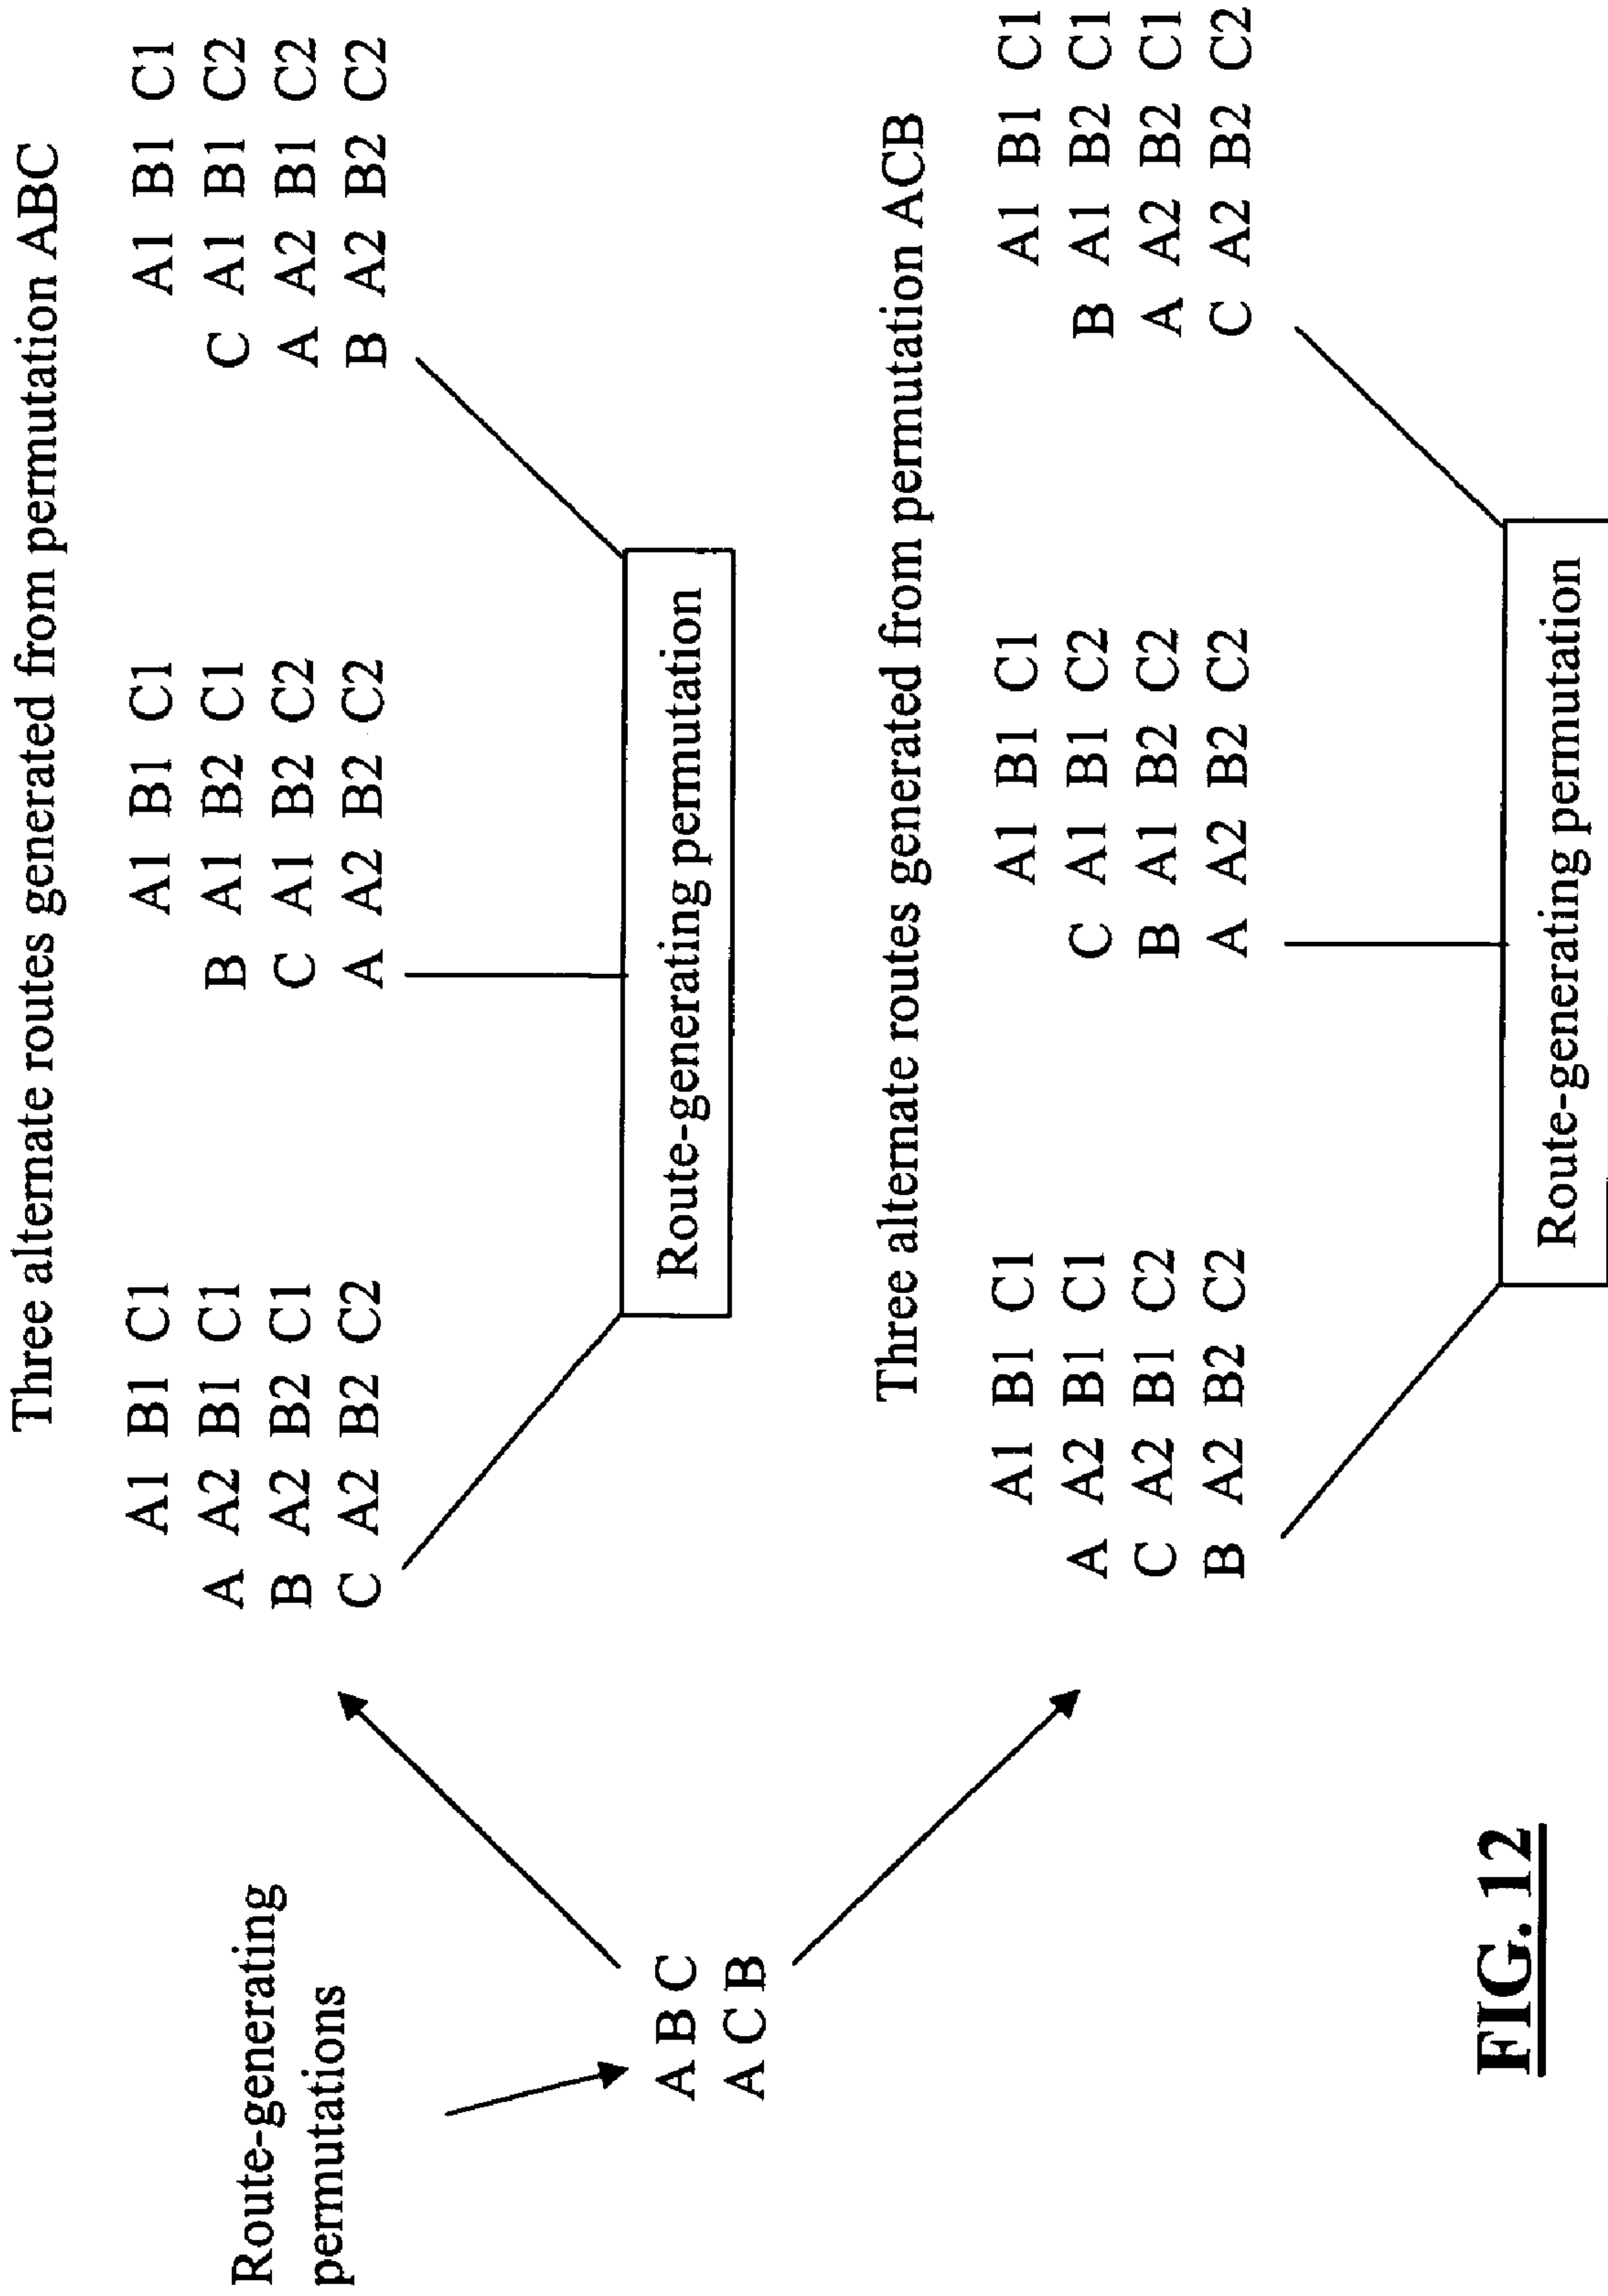 Three alternate routes generated from permutation ABC
A1 B1 C1
A A2 B1 C1
B A2 B2 C1
C A2 B2 C2
A1 B1 C1
B A1 B2 C1
C A1 B2 C2
A A2 B2 C2
A1 B1 C1
C A1 B1 C2
A A2 B1 C2
B A2 B2 C2
Route-generating permutation
Route-generating
permutations
A B C
A C B
Three alternate routes generated from permutation ACB
A1 B1 C1
A A2 B1 C1
C A2 B1 C2
B A2 B2 C2
A1 B1 C1
C A1 B1 C2
B A1 B2 C2
A A2 B2 C2
A1 B1 C1
B A1 B2 C1
A A2 B2 C1
C A2 B2 C2
Route-generating permutation
FIG. 12